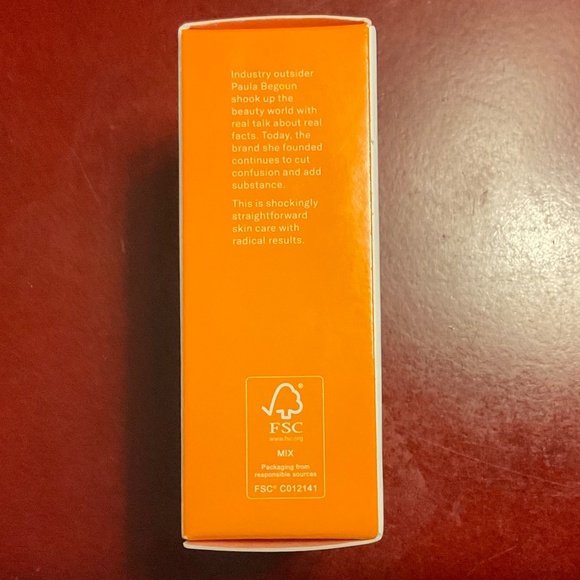 Industry outsider
Paula Begoun
shook up the
beauty world with
real talk about real
facts. Today, the
brand she founded
continues to cut
confusion and add
substance.
This is shockingly
straightforward
skin care with
radical results.
®
FSC
www.fsc.org
MIX
Packaging from
responsible sources
FSC® C012141